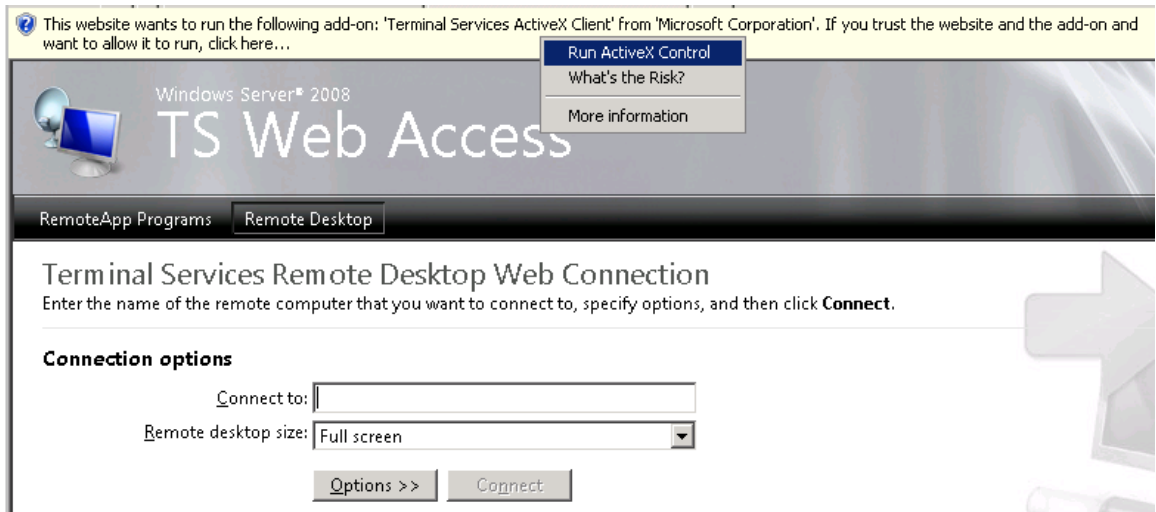 This website wants to run the following add-on: 'Terminal Services ActiveX Client' from 'Microsoft Corporation'. If you trust the website and the add-on and
want to allow it to run, click here...
Run ActiveX Control
What's the Risk?
More information
Windows Server® 2008
TS Web Access
RemoteApp Programs
Remote Desktop
Terminal Services Remote Desktop Web Connection
Enter the name of the remote computer that you want to connect to, specify options, and then click Connect.
Connection options
Connect to:
Remote desktop size: Full screen
Options >>
Connect